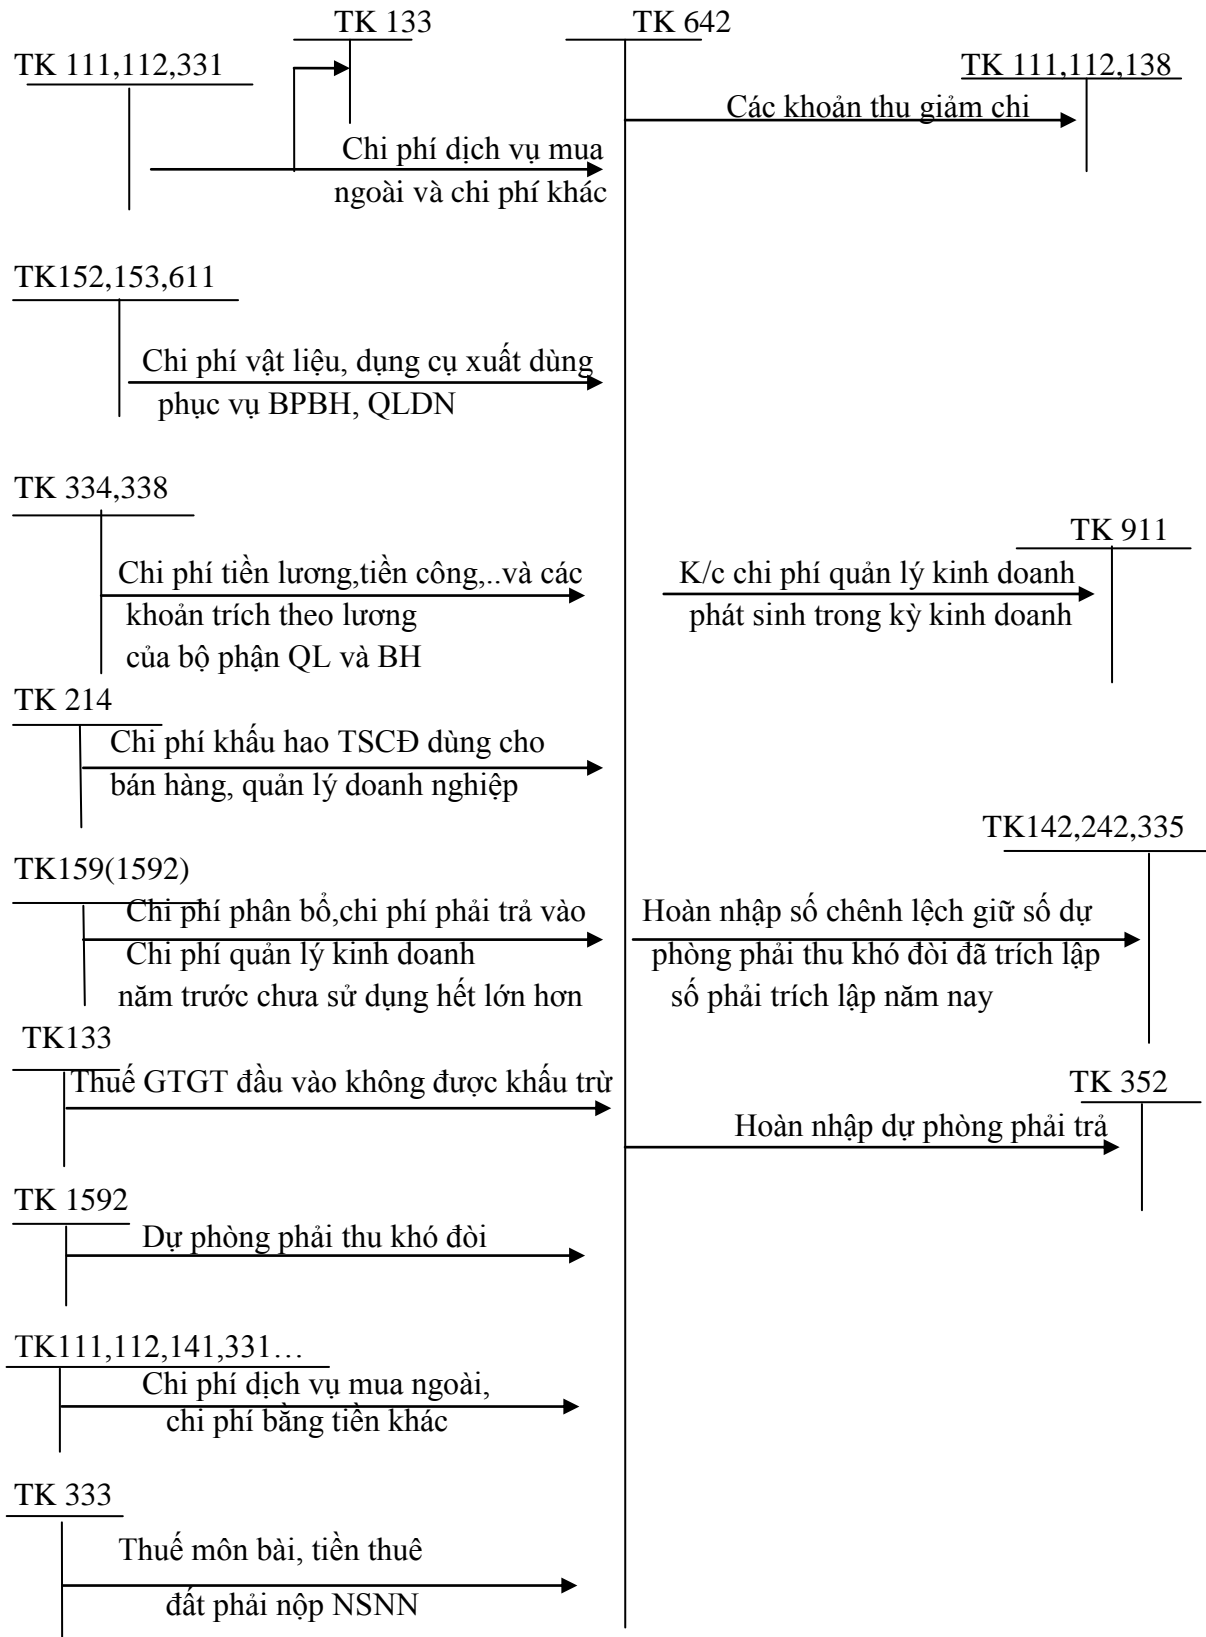 TK 133
TK 642
TK 111,112,331
TK 111,112,138
Các khoản thu giảm chi
Chi phí dịch vụ mua
ngoài và chi phí khác
TK152,153,611
Chi phí vật liệu, dụng cụ xuất dùng
phục vụ BPBH, QLDN
TK 334,338
TK 911
Chi phí tiền lương,tiền công,..và các
khoản trích theo lương
của bộ phận QL và BH
K/c chi phí quản lý kinh doanh
phát sinh trong kỳ kinh doanh
TK 214
Chi phí khấu hao TSCĐ dùng cho
bán hàng, quản lý doanh nghiệp
TK142,242,335
TK159(1592)
Chi phí phân bổ,chi phí phải trả vào
Chi phí quản lý kinh doanh
năm trước chưa sử dụng hết lớn hơn
Hoàn nhập số chênh lệch giữ số dự
phòng phải thu khó đòi đã trích lập
số phải trích lập năm nay
TK133
Thuế GTGT đầu vào không được khấu trừ
TK 352
Hoàn nhập dự phòng phải trả
TK 1592
Dự phòng phải thu khó đòi
TK111,112,141,331…
Chi phí dịch vụ mua ngoài,
chi phí bằng tiền khác
TK 333
Thuế môn bài, tiền thuê
đất phải nộp NSNN